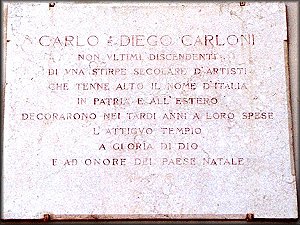 CARLO E DIEGO CARLONI
NON VLTIMI DISCENDENTI
DI VNA STIRPE SECOLARE D'ARTISTI
CHE TENNE ALTO IL NOME D'ITALIA
IN PATRIA E ALL'ESTERO
DECORARONO NEI TARDI ANNI A LORO SPESE
L'ATTIGVO TEMPIO
A GLORIA DI DIO
E AD ONORE DEL PAESE NATALE